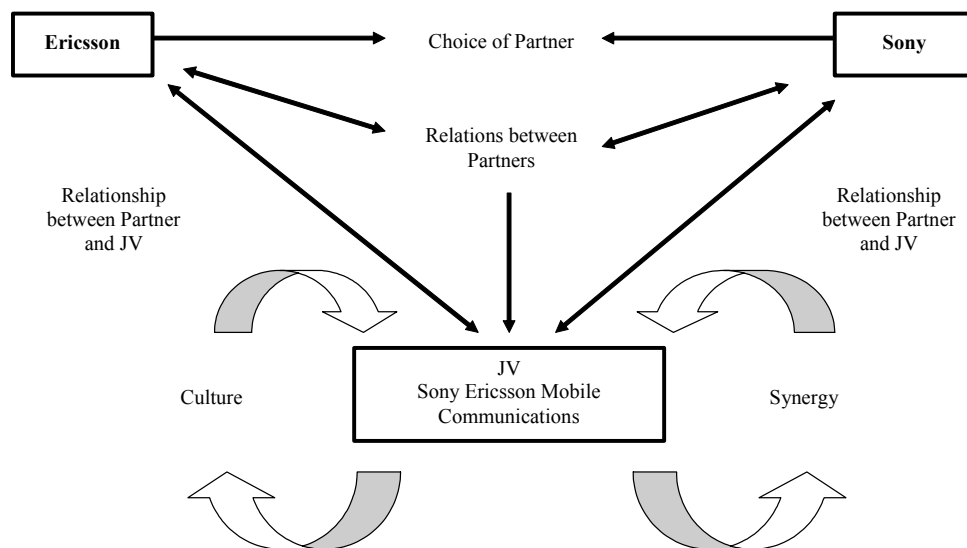 Ericsson
Choice of Partner
Sony
Relations between
Partners
Relationship
between Partner
and JV
Relationship
between Partner
and JV
JV
Sony Ericsson Mobile
Communications
Culture
Synergy